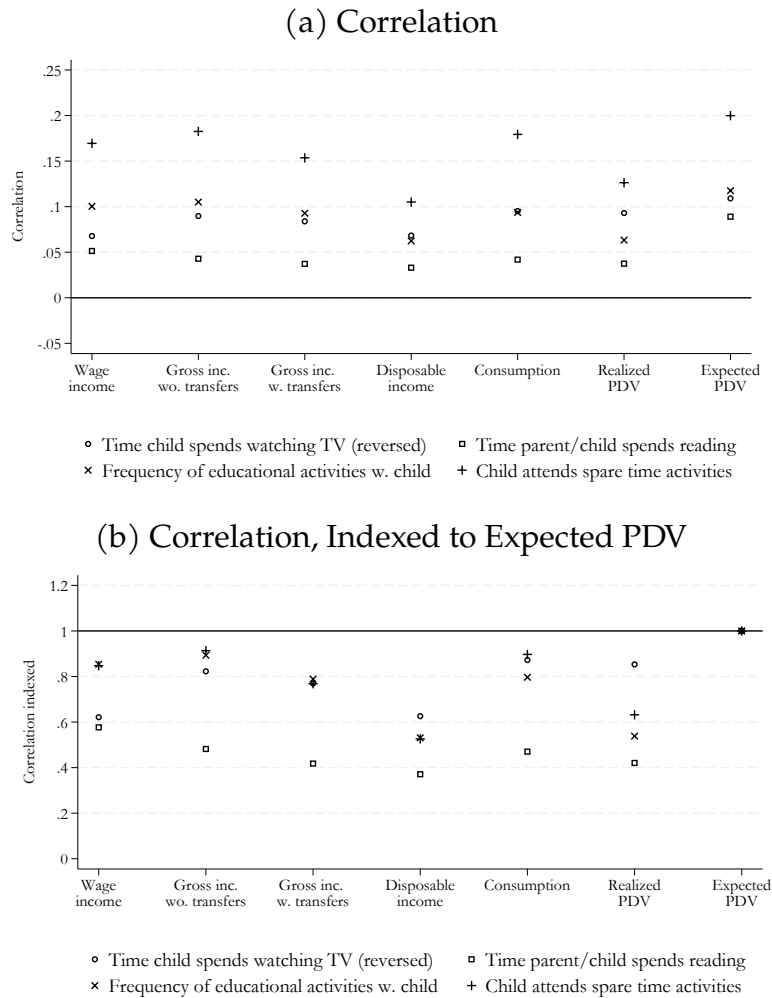 (a) Correlation
.25
.2
.15
.1
.05
0
-.05
Correlation
Wage income
Gross inc. wo. transfers
Gross inc. w. transfers
Disposable income
Consumption
Realized PDV
Expected PDV
Time child spends watching TV (reversed)
Time parent/child spends reading
Frequency of educational activities w. child
Child attends spare time activities
(b) Correlation, Indexed to Expected PDV
1.2
1
.8
.6
.4
.2
0
Correlation indexed
Wage income
Gross inc. wo. transfers
Gross inc. w. transfers
Disposable income
Consumption
Realized PDV
Expected PDV
Time child spends watching TV (reversed)
Time parent/child spends reading
Frequency of educational activities w. child
Child attends spare time activities